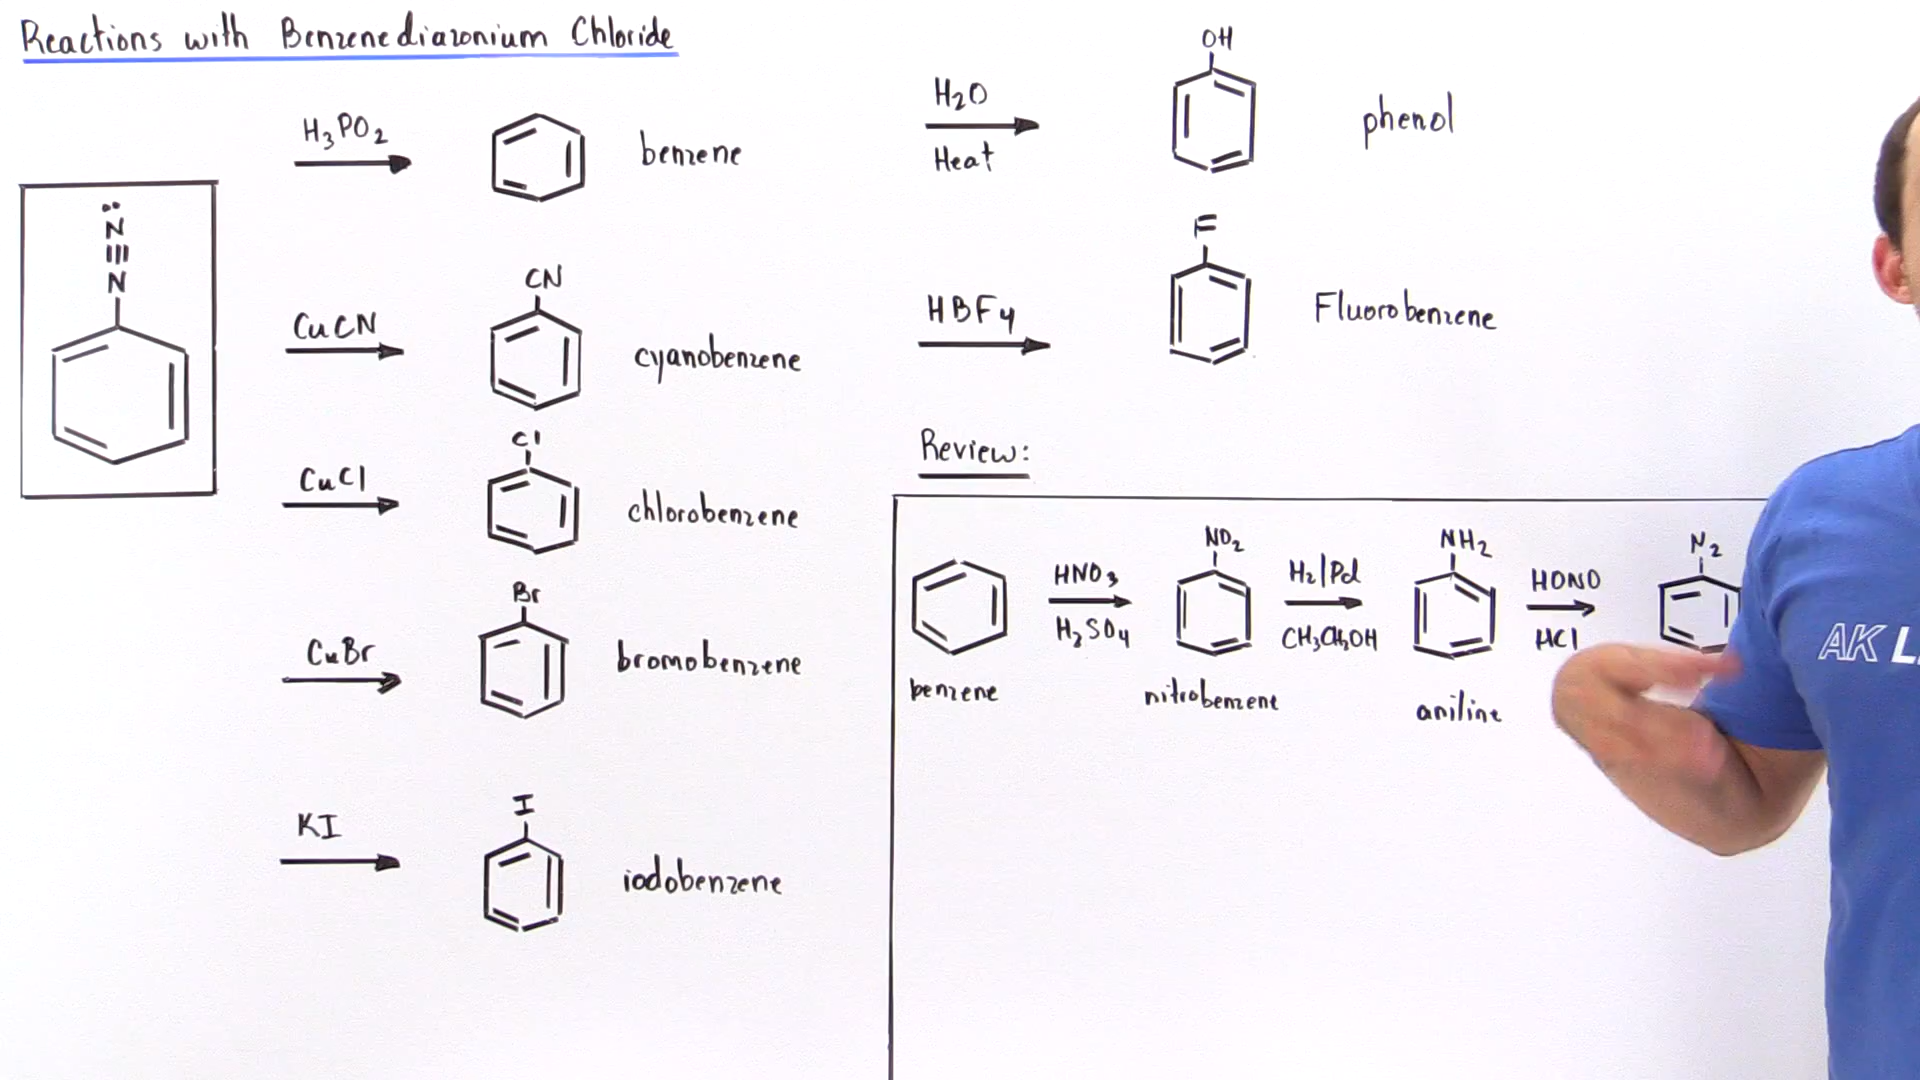 Reactions with Benzenediazonium Chloride
N
N
H3PO2
benzene
CuCN
CN
cyanobenzene
CuCl
Cl
chlorobenzene
CuBr
Br
bromobenzene
KI
I
iodobenzene
H2O
Heat
OH
phenol
HBF4
F
Fluorobenzene
Review:
benzene
HNO3
H2SO4
NO2
nitrobenzene
H2/Pd
CH3CH2OH
NH2
aniline
HONO
HCl
N2
AK L